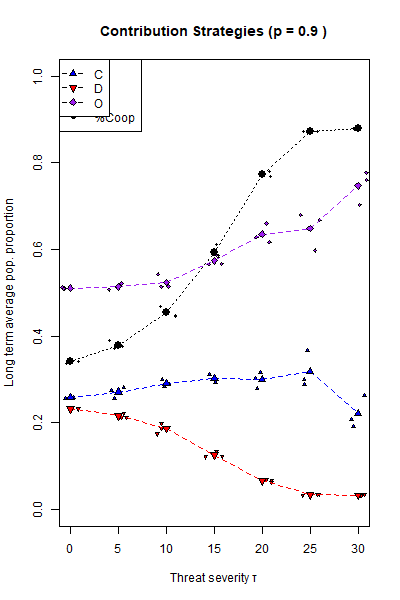 Contribution Strategies (p = 0.9 )
C
D
O
%Coop
Long term average pop. proportion
0.0
0.2
0.4
0.6
0.8
1.0
0 5 10 15 20 25 30
Threat severity τ